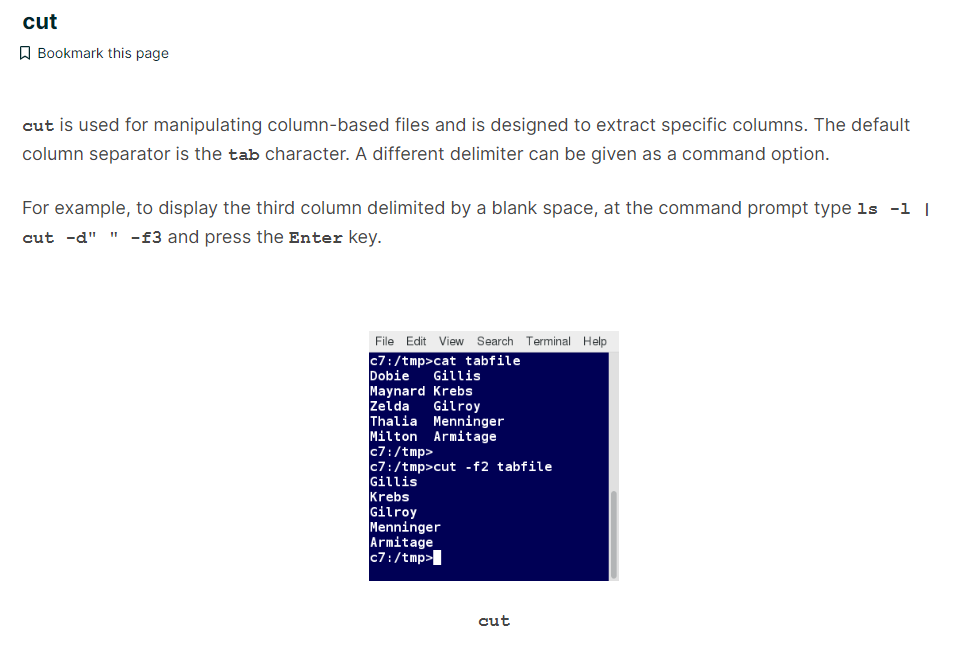 cut
Bookmark this page
cut is used for manipulating column-based files and is designed to extract specific columns. The default
column separator is the tab character. A different delimiter can be given as a command option.
For example, to display the third column delimited by a blank space, at the command prompt type ls -l |
cut -d" " -f3 and press the Enter key.
File Edit View Search Terminal Help
c7:/tmp>cat tabfile
Dobie   Gillis
Maynard Krebs
Zelda   Gilroy
Thalia  Menninger
Milton  Armitage
c7:/tmp>
c7:/tmp>cut -f2 tabfile
Gillis
Krebs
Gilroy
Menninger
Armitage
c7:/tmp>
cut